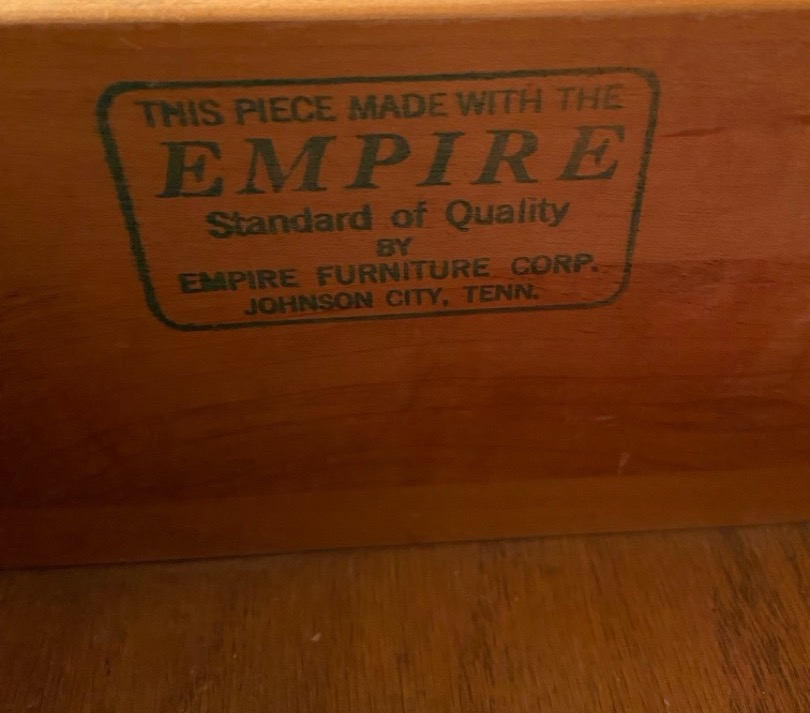 THIS PIECE MADE WITH THE
EMPIRE
Standard of Quality
BY
EMPIRE FURNITURE CORP.
JOHNSON CITY, TENN.